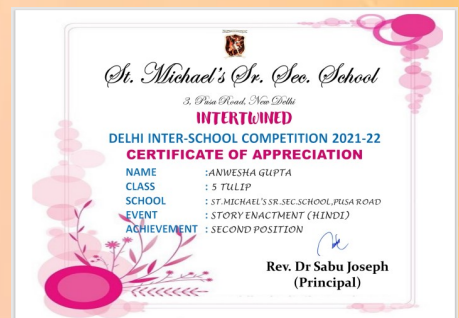 St. Michael's Sr. Sec. School
3, Pusa Road, New Delhi
INTERTWINED
DELHI INTER-SCHOOL COMPETITION 2021-22
CERTIFICATE OF APPRECIATION
NAME :ANWESHA GUPTA
CLASS : 5 TULIP
SCHOOL : ST.MICHAEL'S SR.SEC.SCHOOL,PUSA ROAD
EVENT : STORY ENACTMENT (HINDI)
ACHIEVEMENT : SECOND POSITION
Rev. Dr Sabu Joseph
(Principal)